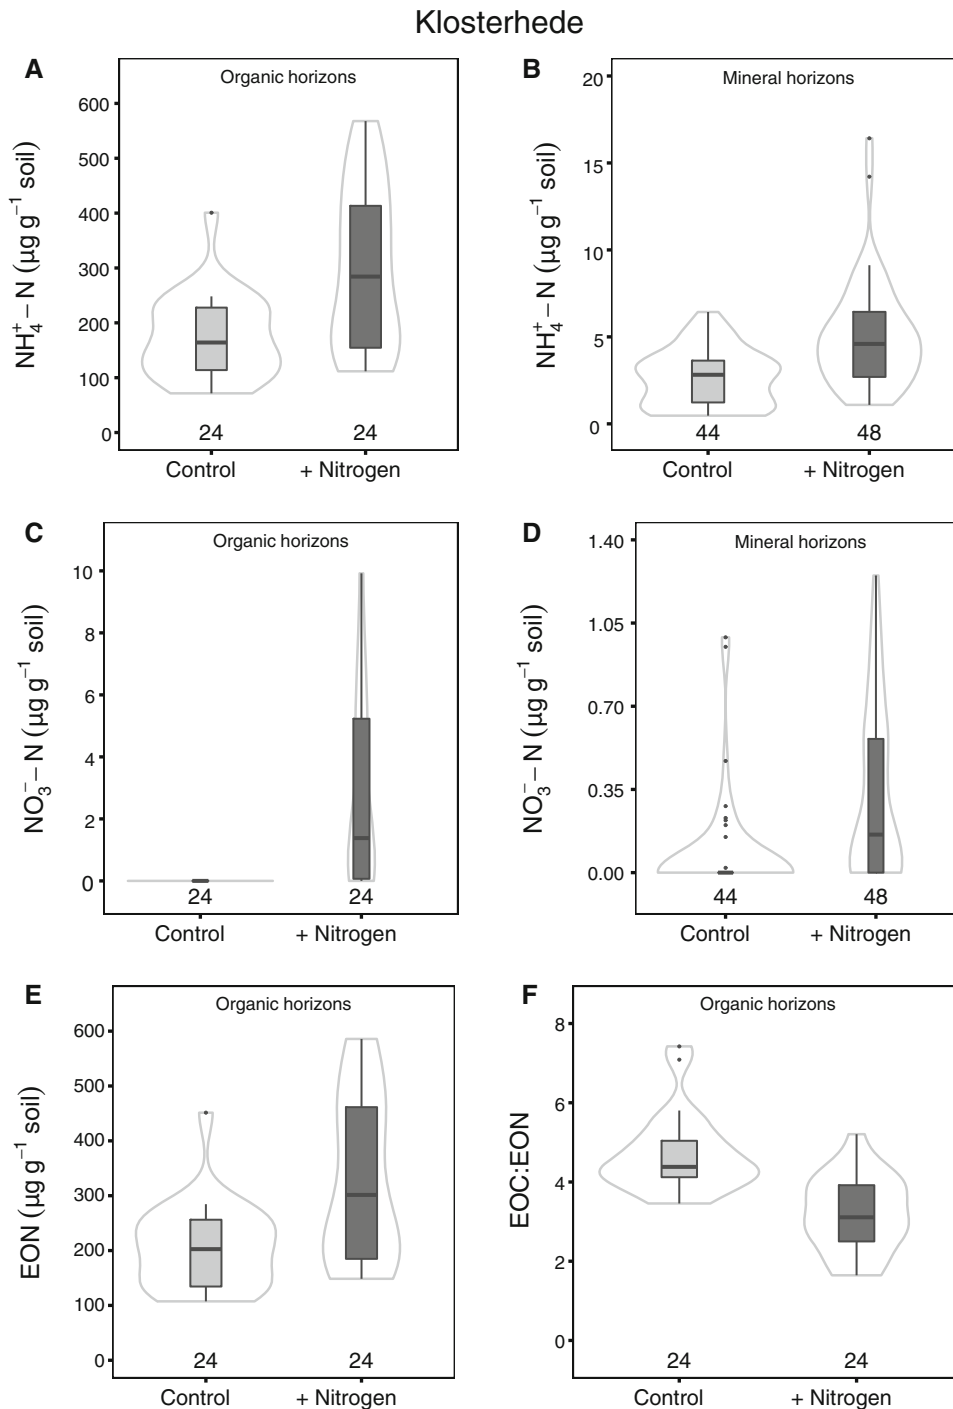 Klosterhede
A
Organic horizons
NH₄⁺ – N (µg g⁻¹ soil)
600
500
400
300
200
100
0
24
24
Control
+ Nitrogen
B
Mineral horizons
NH₄⁺ – N (µg g⁻¹ soil)
20
15
10
5
0
44
48
Control
+ Nitrogen
C
Organic horizons
NO₃⁻ – N (µg g⁻¹ soil)
10
8
6
4
2
0
24
24
Control
+ Nitrogen
D
Mineral horizons
NO₃⁻ – N (µg g⁻¹ soil)
1.40
1.05
0.70
0.35
0.00
44
48
Control
+ Nitrogen
E
Organic horizons
EON (µg g⁻¹ soil)
600
500
400
300
200
100
0
24
24
Control
+ Nitrogen
F
Organic horizons
EOC:EON
8
6
4
2
0
24
24
Control
+ Nitrogen